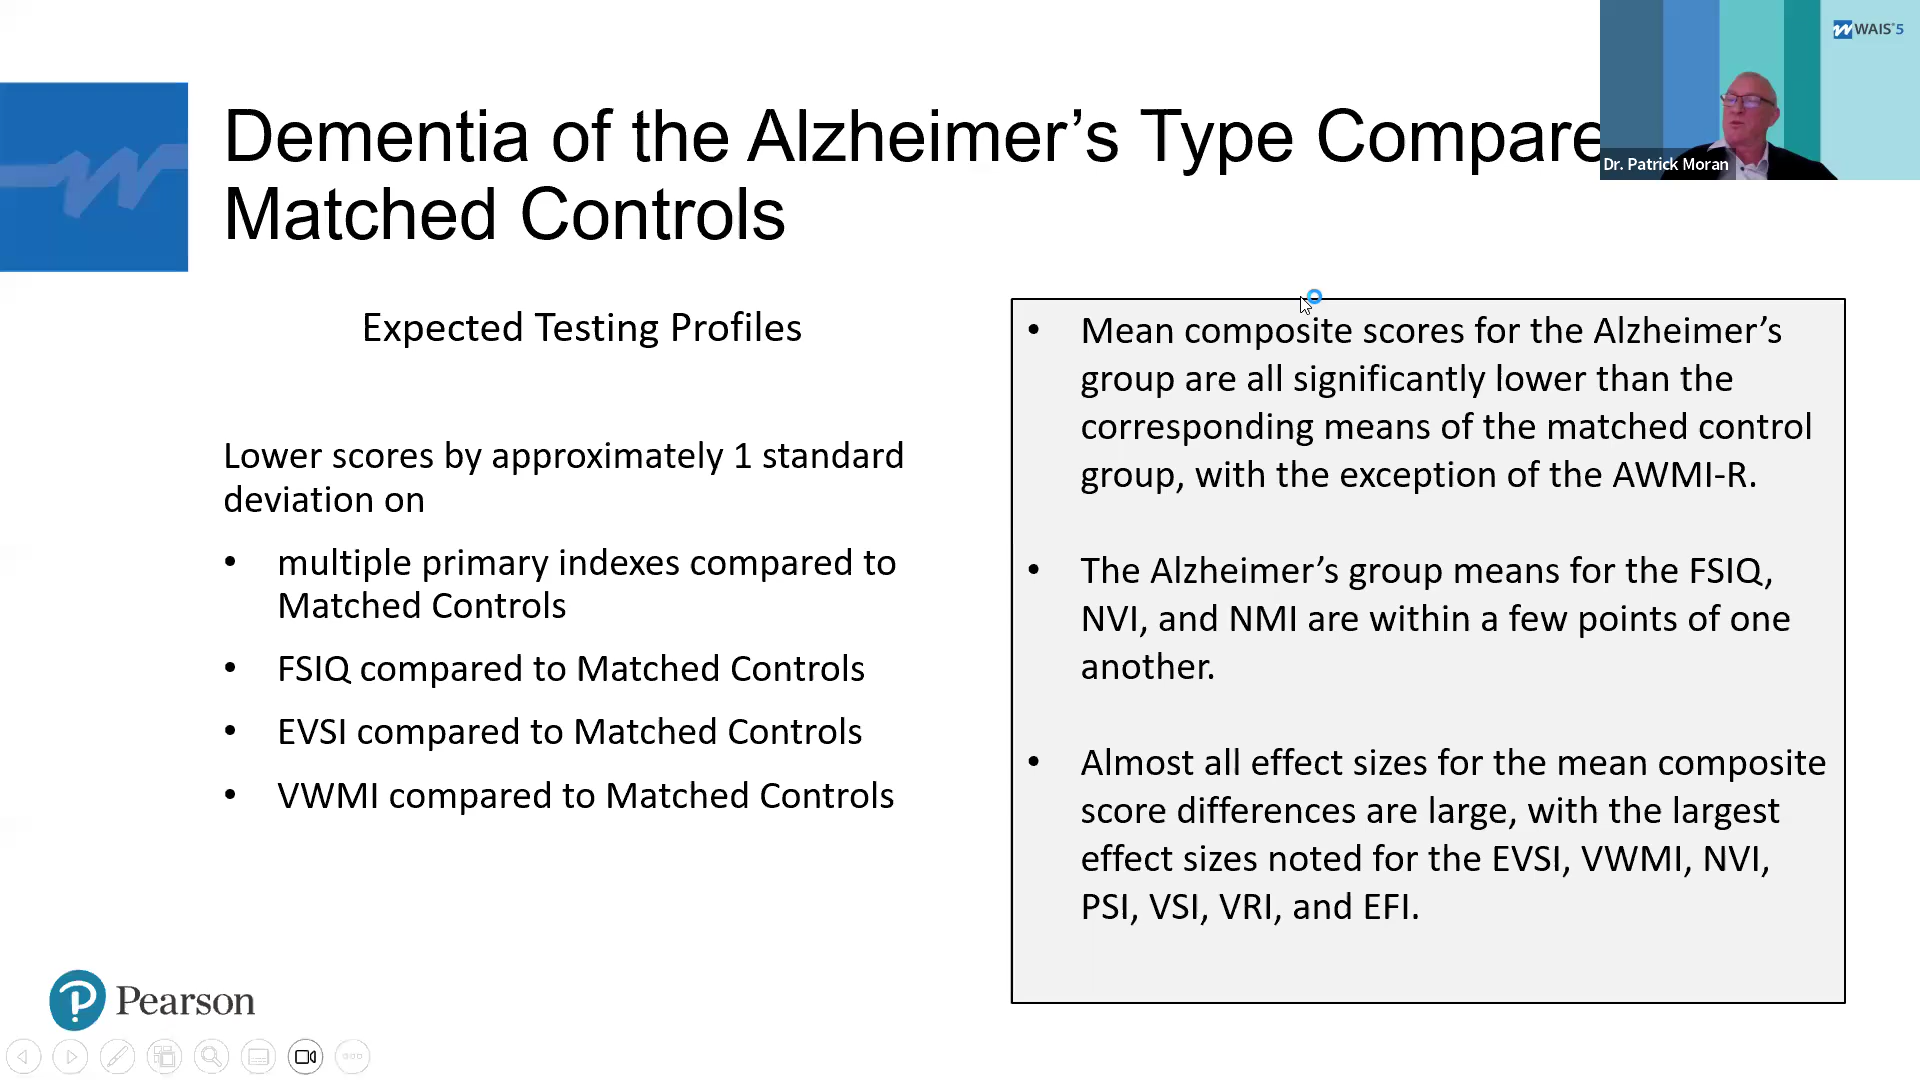 WAIS®5
Dementia of the Alzheimer’s Type Compare
Matched Controls
Dr. Patrick Moran
Expected Testing Profiles
Lower scores by approximately 1 standard
deviation on
• multiple primary indexes compared to
Matched Controls
• FSIQ compared to Matched Controls
• EVSI compared to Matched Controls
• VWMI compared to Matched Controls
• Mean composite scores for the Alzheimer’s
group are all significantly lower than the
corresponding means of the matched control
group, with the exception of the AWMI-R.
• The Alzheimer’s group means for the FSIQ,
NVI, and NMI are within a few points of one
another.
• Almost all effect sizes for the mean composite
score differences are large, with the largest
effect sizes noted for the EVSI, VWMI, NVI,
PSI, VSI, VRI, and EFI.
Pearson